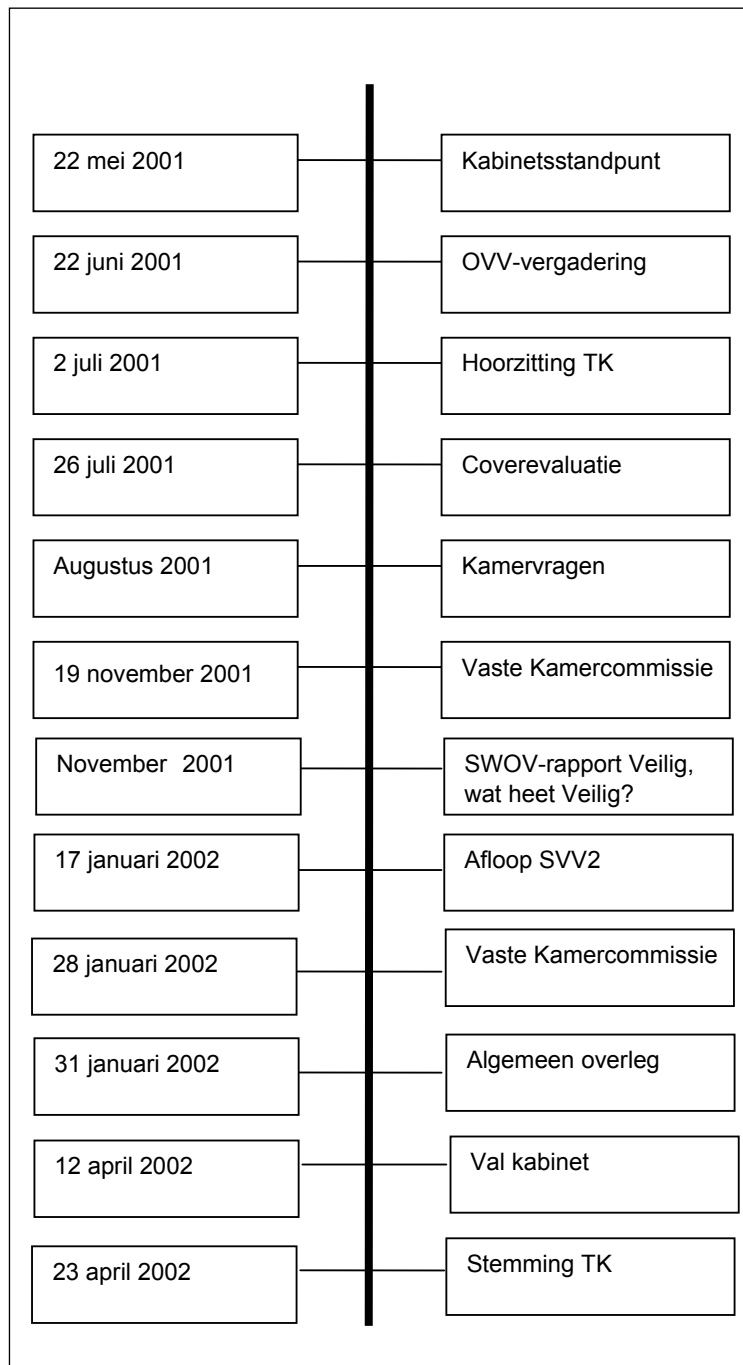 22 mei 2001
Kabinetsstandpunt
22 juni 2001
OVV-vergadering
2 juli 2001
Hoorzitting TK
26 juli 2001
Coverevaluatie
Augustus 2001
Kamervragen
19 november 2001
Vaste Kamercommissie
November 2001
SWOV-rapport Veilig,
wat heet Veilig?
17 januari 2002
Afloop SVV2
28 januari 2002
Vaste Kamercommissie
31 januari 2002
Algemeen overleg
12 april 2002
Val kabinet
23 april 2002
Stemming TK